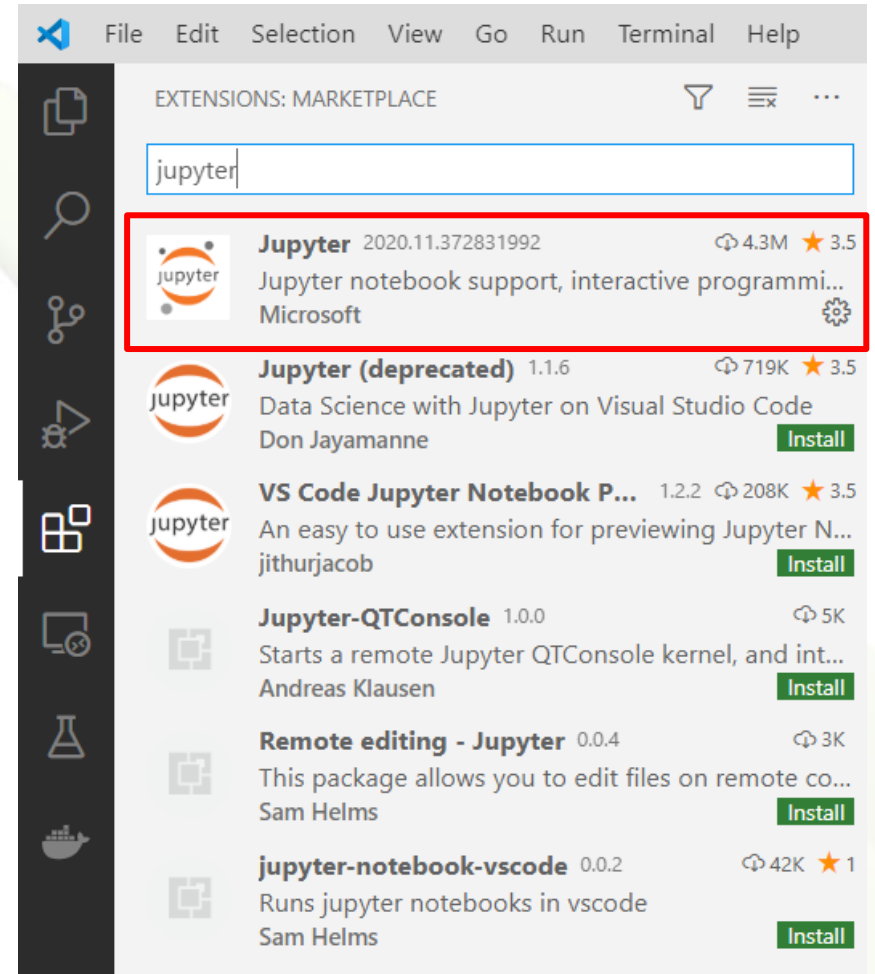 File Edit Selection View Go Run Terminal Help
EXTENSIONS: MARKETPLACE
jupyter
Jupyter 2020.11.372831992 4.3M 3.5
jupyter
Jupyter notebook support, interactive programmi...
Microsoft
Jupyter (deprecated) 1.1.6 719K 3.5
jupyter
Data Science with Jupyter on Visual Studio Code
Don Jayamanne Install
VS Code Jupyter Notebook P... 1.2.2 208K 3.5
jupyter
An easy to use extension for previewing Jupyter N...
jithurjacob Install
Jupyter-QTConsole 1.0.0 5K
Starts a remote Jupyter QTConsole kernel, and int...
Andreas Klausen Install
Remote editing - Jupyter 0.0.4 3K
This package allows you to edit files on remote co...
Sam Helms Install
jupyter-notebook-vscode 0.0.2 42K 1
Runs jupyter notebooks in vscode
Sam Helms Install